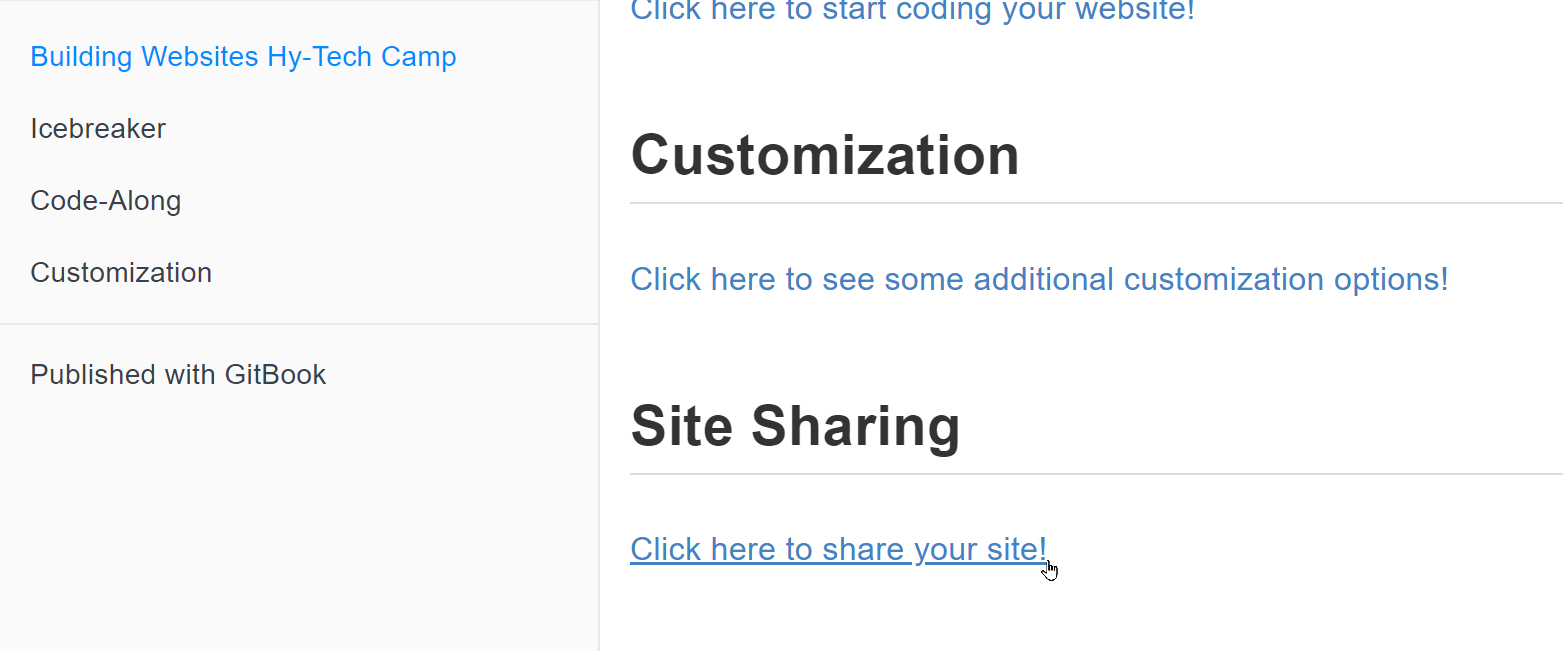 Click here to start coding your website!
Building Websites Hy-Tech Camp
Icebreaker
Code-Along
Customization
Published with GitBook
Customization
Click here to see some additional customization options!
Site Sharing
Click here to share your site!